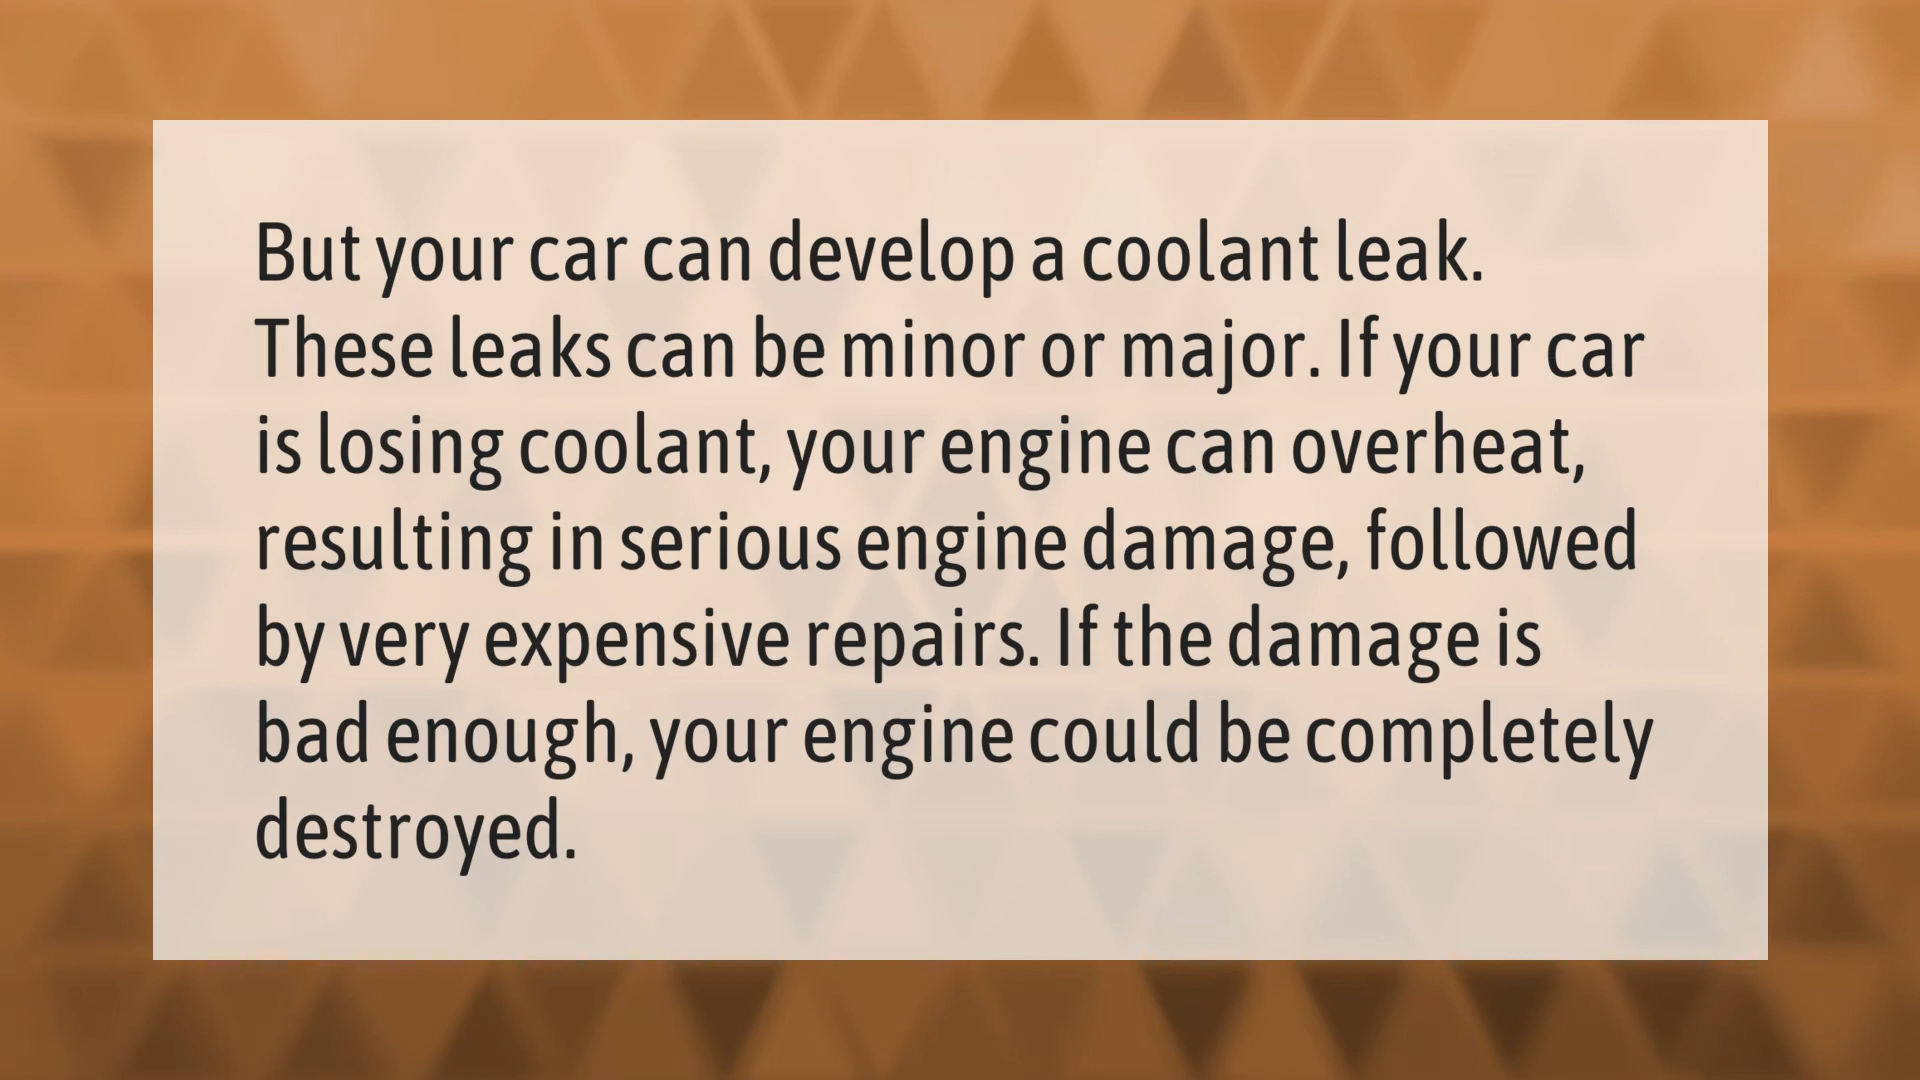 But your car can develop a coolant leak.
These leaks can be minor or major. If your car
is losing coolant, your engine can overheat,
resulting in serious engine damage, followed
by very expensive repairs. If the damage is
bad enough, your engine could be completely
destroyed.